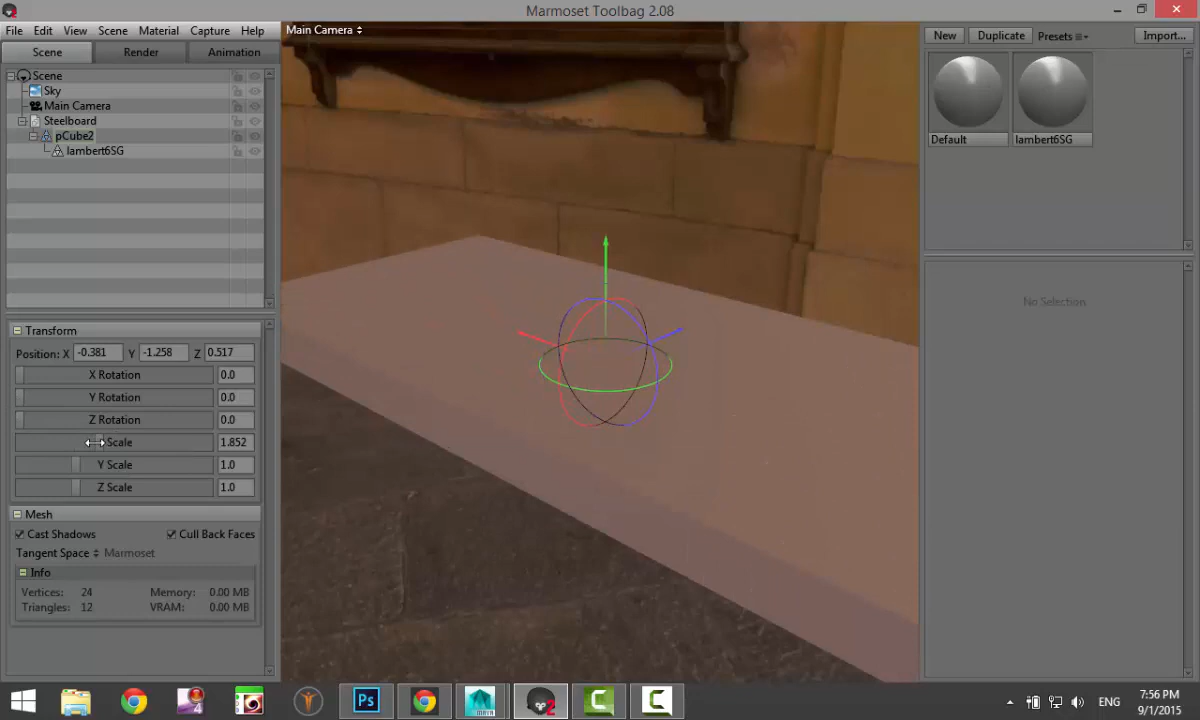 Marmoset Toolbag 2.08
File Edit View Scene Material Capture Help
Main Camera
New Duplicate Presets Import...
Scene Render Animation
Scene
Sky
Main Camera
Steelboard
pCube2
lambert6SG
Default lambert6SG
No Selection
Transform
Position: X -0.381 Y -1.258 Z 0.517
X Rotation 0.0
Y Rotation 0.0
Z Rotation 0.0
Scale 1.852
Y Scale 1.0
Z Scale 1.0
Mesh
Cast Shadows Cull Back Faces
Tangent Space Marmoset
Info
Vertices: 24 Memory: 0.00 MB
Triangles: 12 VRAM: 0.00 MB
4 Ps MAYA 2 C C
ENG 7:56 PM
9/1/2015